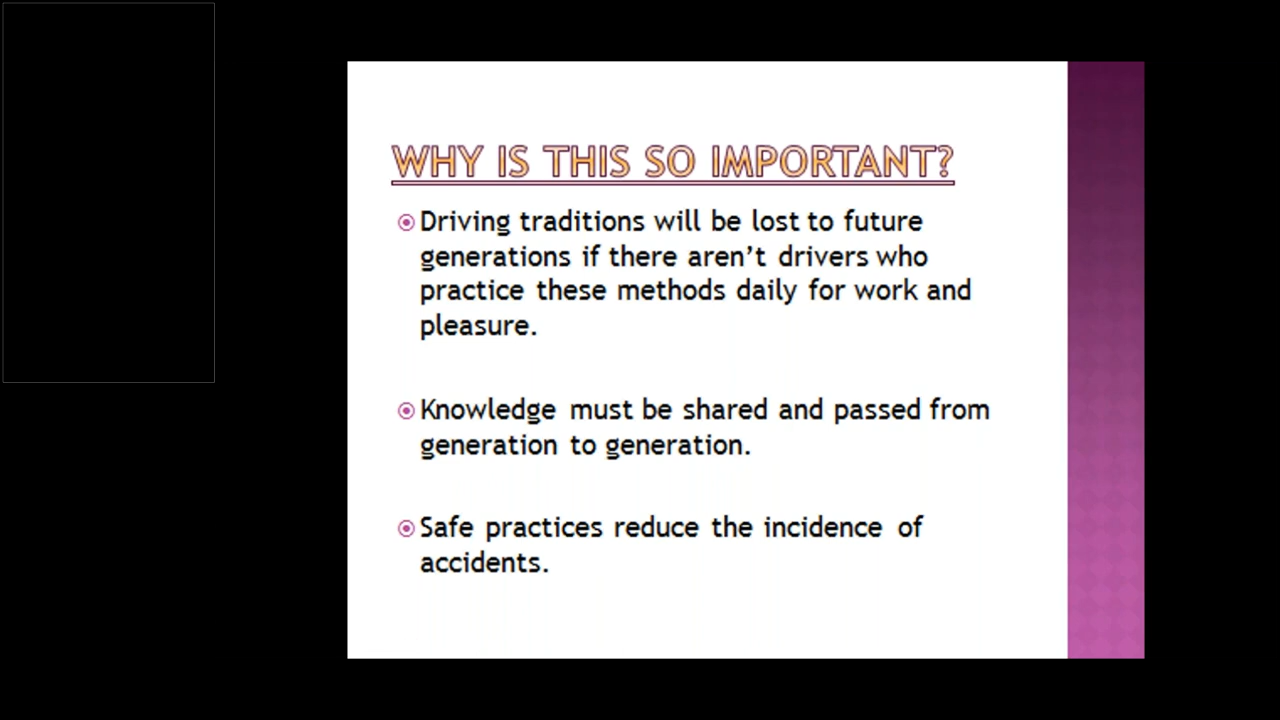 WHY IS THIS SO IMPORTANT?
Driving traditions will be lost to future
generations if there aren’t drivers who
practice these methods daily for work and
pleasure.
Knowledge must be shared and passed from
generation to generation.
Safe practices reduce the incidence of
accidents.